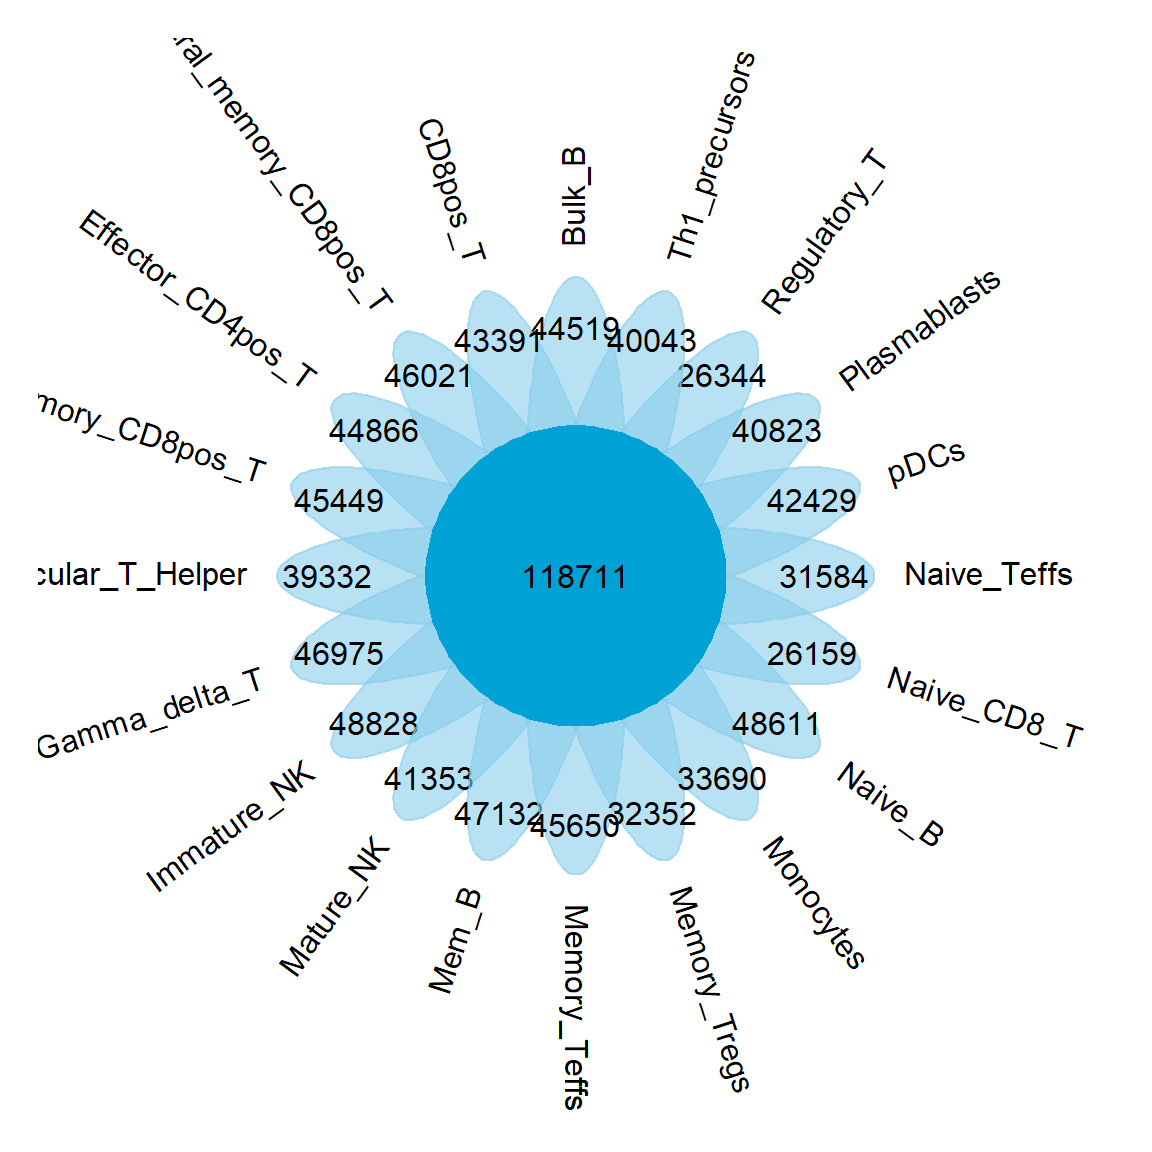 ral_memory_CD8pos_T
CD8pos_T
Bulk_B
Th1_precursors
Regulatory_T
Effector_CD4pos_T
Plasmablasts
mory_CD8pos_T
pDCs
cular_T_Helper
Naive_Teffs
Gamma_delta_T
Naive_CD8_T
Immature_NK
Naive_B
Mature_NK
Monocytes
Mem_B
Memory_Teffs
Memory_Tregs
44519
43391
40043
46021
26344
44866
40823
45449
42429
39332
118711
31584
46975
26159
48828
48611
41353
33690
47132
45650
32352